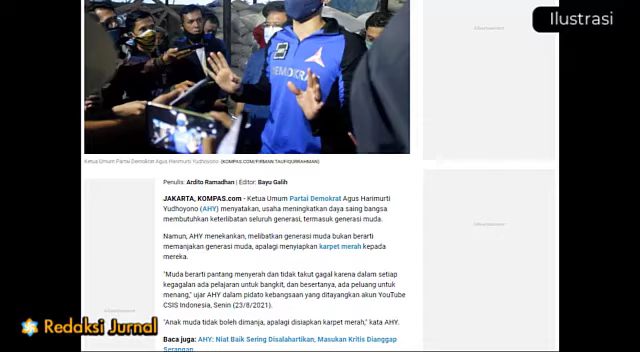 Ilustrasi
DEMOKRA
Advertisement
Ketua Umum Partai Demokrat Agus Harimurti Yudhoyono (KOMPAS.COM/FIRMAN TAUFIQURRAHMAN)
Penulis: Ardito Ramadhan | Editor: Bayu Galih
JAKARTA, KOMPAS.com - Ketua Umum Partai Demokrat Agus Harimurti
Yudhoyono (AHY) menyatakan, usaha meningkatkan daya saing bangsa
membutuhkan keterlibatan seluruh generasi, termasuk generasi muda.
Namun, AHY menekankan, melibatkan generasi muda bukan berarti
memanjakan generasi muda, apalagi menyiapkan karpet merah kepada
mereka.
"Muda berarti pantang menyerah dan tidak takut gagal karena dalam setiap
kegagalan ada pelajaran untuk bangkit, dan besertanya, ada peluang untuk
menang," ujar AHY dalam pidato kebangsaan yang ditayangkan akun YouTube
CSIS Indonesia, Senin (23/8/2021).
"Anak muda tidak boleh dimanja, apalagi disiapkan karpet merah," kata AHY.
Baca juga: AHY: Niat Baik Sering Disalahartikan, Masukan Kritis Dianggap
Serangan
Advertisement
Advertisement
Redaksi Jurnal